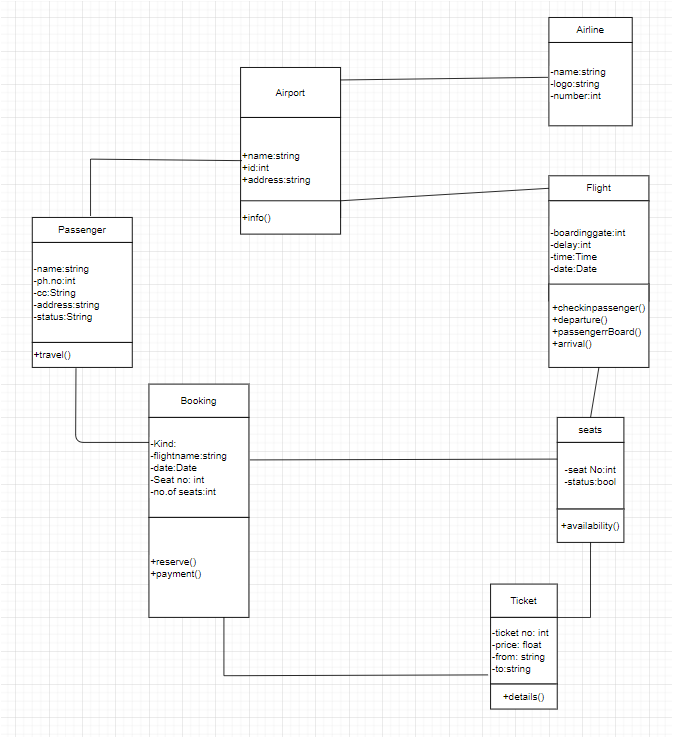 Airline
-name:string
-logo:string
-number:int
Airport
+name:string
+id:int
+address:string
+info()
Flight
-boardinggate:int
-delay:int
-time:Time
-date:Date
+checkinpassenger()
+departure()
+passengerrBoard()
+arrival()
Passenger
-name:string
-ph.no:int
-cc:String
-address:string
-status:String
+travel()
Booking
-Kind:
-flightname:string
-date:Date
-Seat no: int
-no.of seats:int
+reserve()
+payment()
seats
-seat No:int
-status:bool
+availability()
Ticket
-ticket no: int
-price: float
-from: string
-to:string
+details()